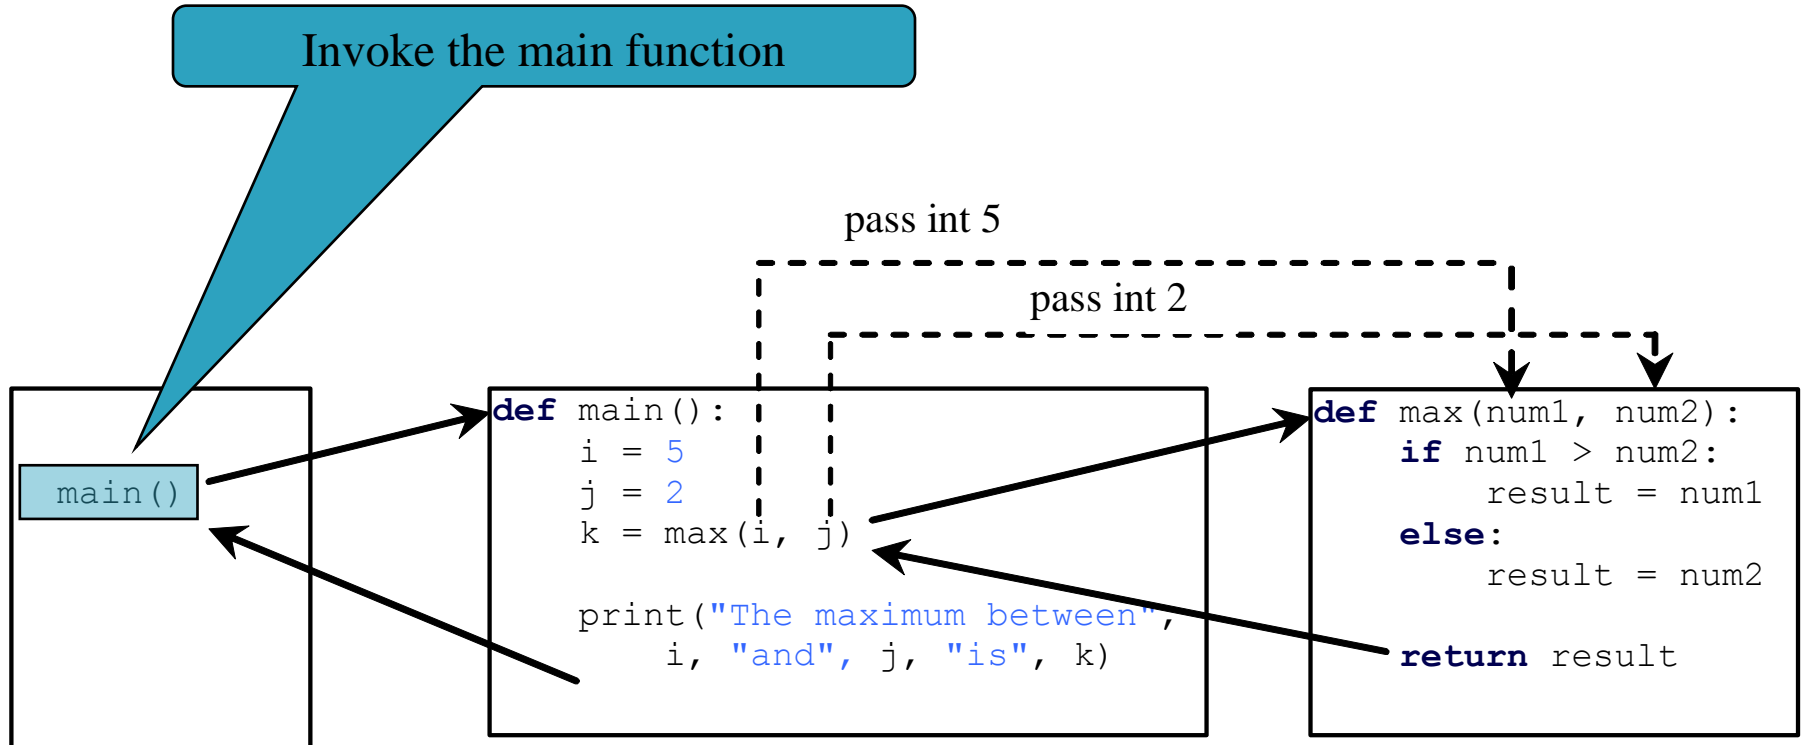 Invoke the main function
pass int 5
pass int 2
main()
def main():
    i = 5
    j = 2
    k = max(i, j)
    print("The maximum between",
        i, "and", j, "is", k)
def max(num1, num2):
    if num1 > num2:
        result = num1
    else:
        result = num2
    return result